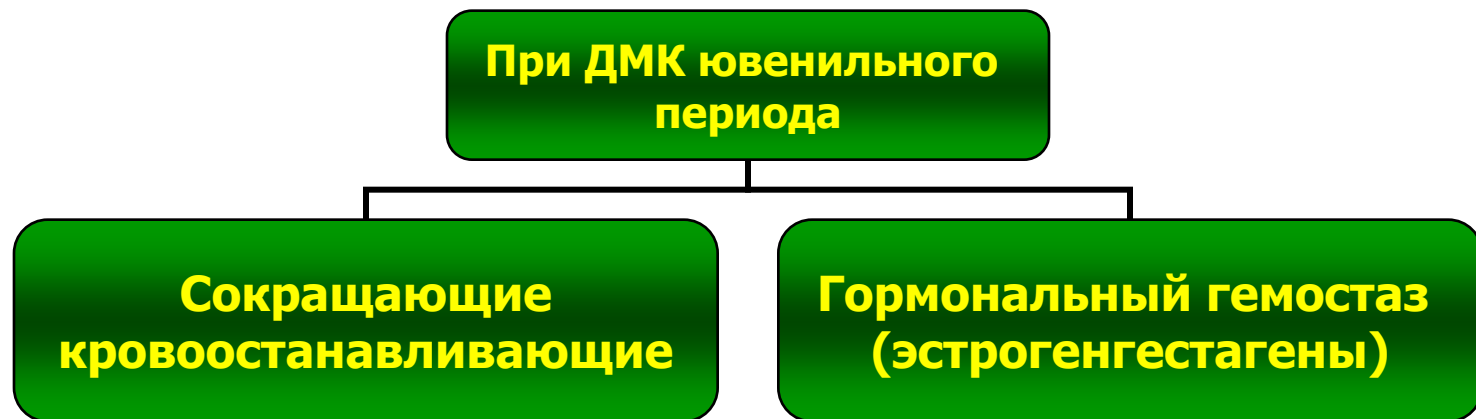 При ДМК ювенильного
периода
Сокращающие
кровоостанавливающие
Гормональный гемостаз
(эстрогенгестагены)